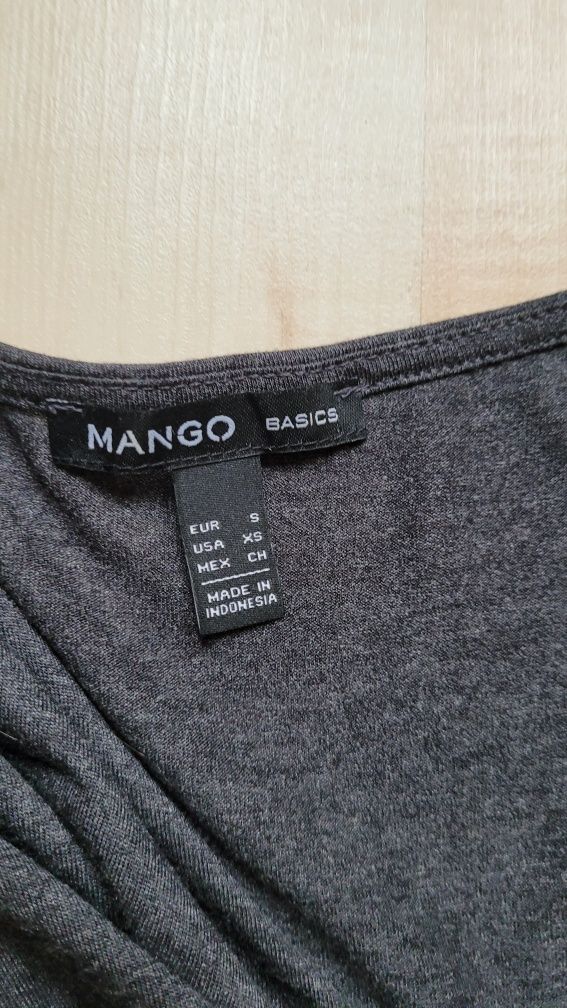 MANGO BASICS
EUR S
USA XS
MEX CH
MADE IN
INDONESIA